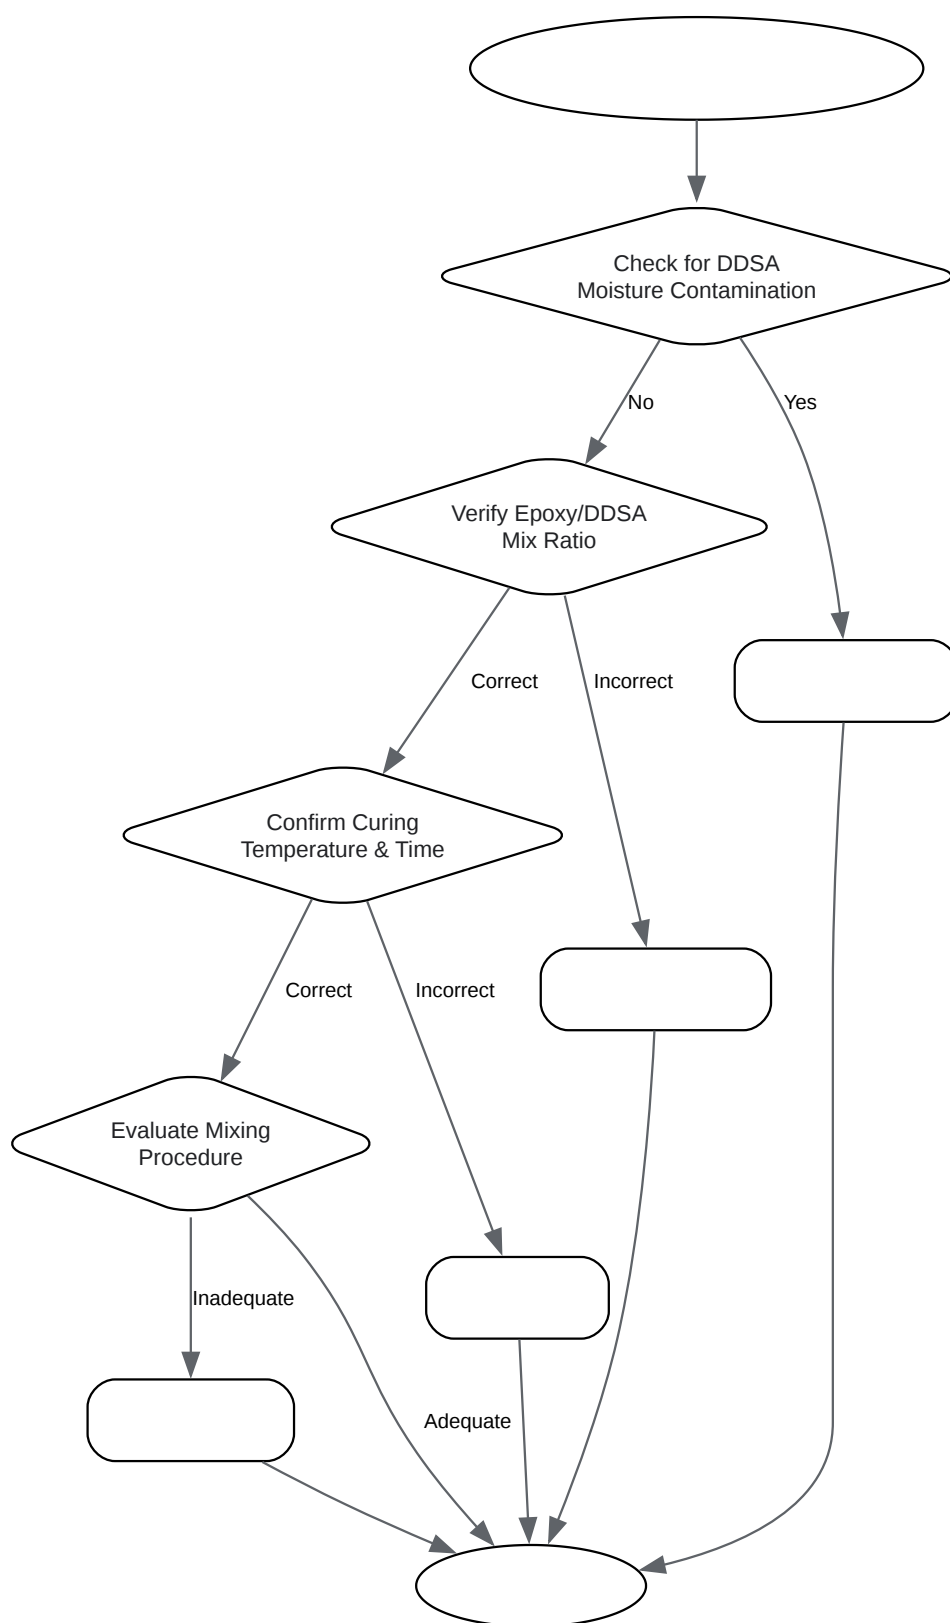 Check for DDSA
Moisture Contamination
No
Yes
Verify Epoxy/DDSA
Mix Ratio
Correct
Incorrect
Confirm Curing
Temperature & Time
Correct
Incorrect
Evaluate Mixing
Procedure
Inadequate
Adequate